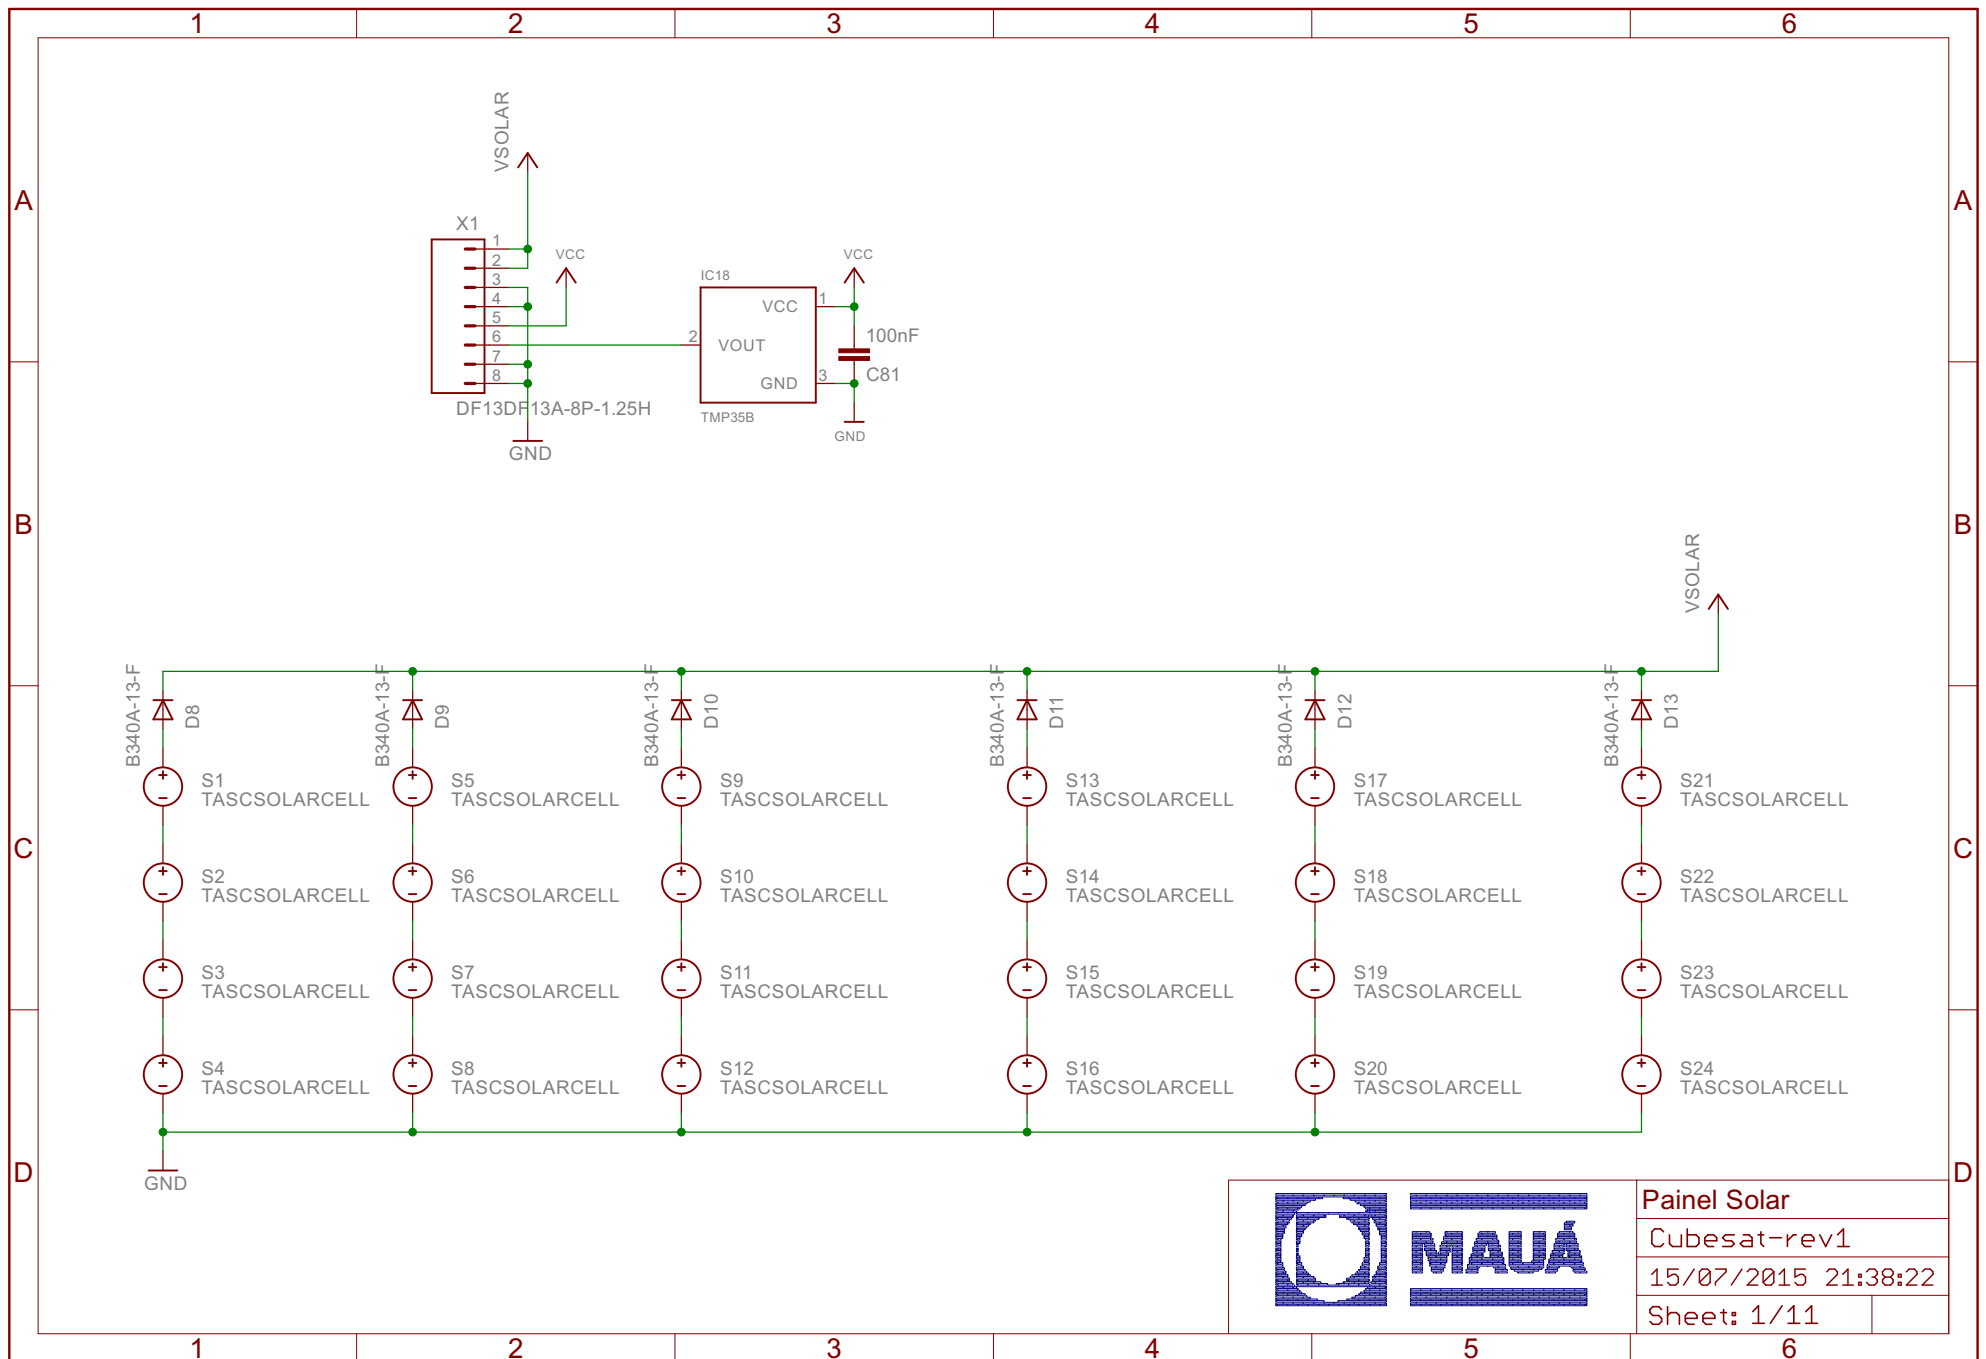 1 2 3 4 5 6
A A
VSOLAR
X1
1
2
3
4
5
6
7
8
VCC
DF13DF13A-8P-1.25H
GND
IC18
VCC 1
2 VOUT
GND 3
TMP35B
VCC
100nF
C81
GND
B B
VSOLAR
B340A-13-F D8
B340A-13-F D9
B340A-13-F D10
B340A-13-F D11
B340A-13-F D12
B340A-13-F D13
S1 S5 S9 S13 S17 S21
TASCSOLARCELL TASCSOLARCELL TASCSOLARCELL TASCSOLARCELL TASCSOLARCELL TASCSOLARCELL
C C
S2 S6 S10 S14 S18 S22
TASCSOLARCELL TASCSOLARCELL TASCSOLARCELL TASCSOLARCELL TASCSOLARCELL TASCSOLARCELL
S3 S7 S11 S15 S19 S23
TASCSOLARCELL TASCSOLARCELL TASCSOLARCELL TASCSOLARCELL TASCSOLARCELL TASCSOLARCELL
S4 S8 S12 S16 S20 S24
TASCSOLARCELL TASCSOLARCELL TASCSOLARCELL TASCSOLARCELL TASCSOLARCELL TASCSOLARCELL
D D
GND
MAUÁ
Painel Solar
Cubesat-rev1
15/07/2015 21:38:22
Sheet: 1/11
1 2 3 4 5 6